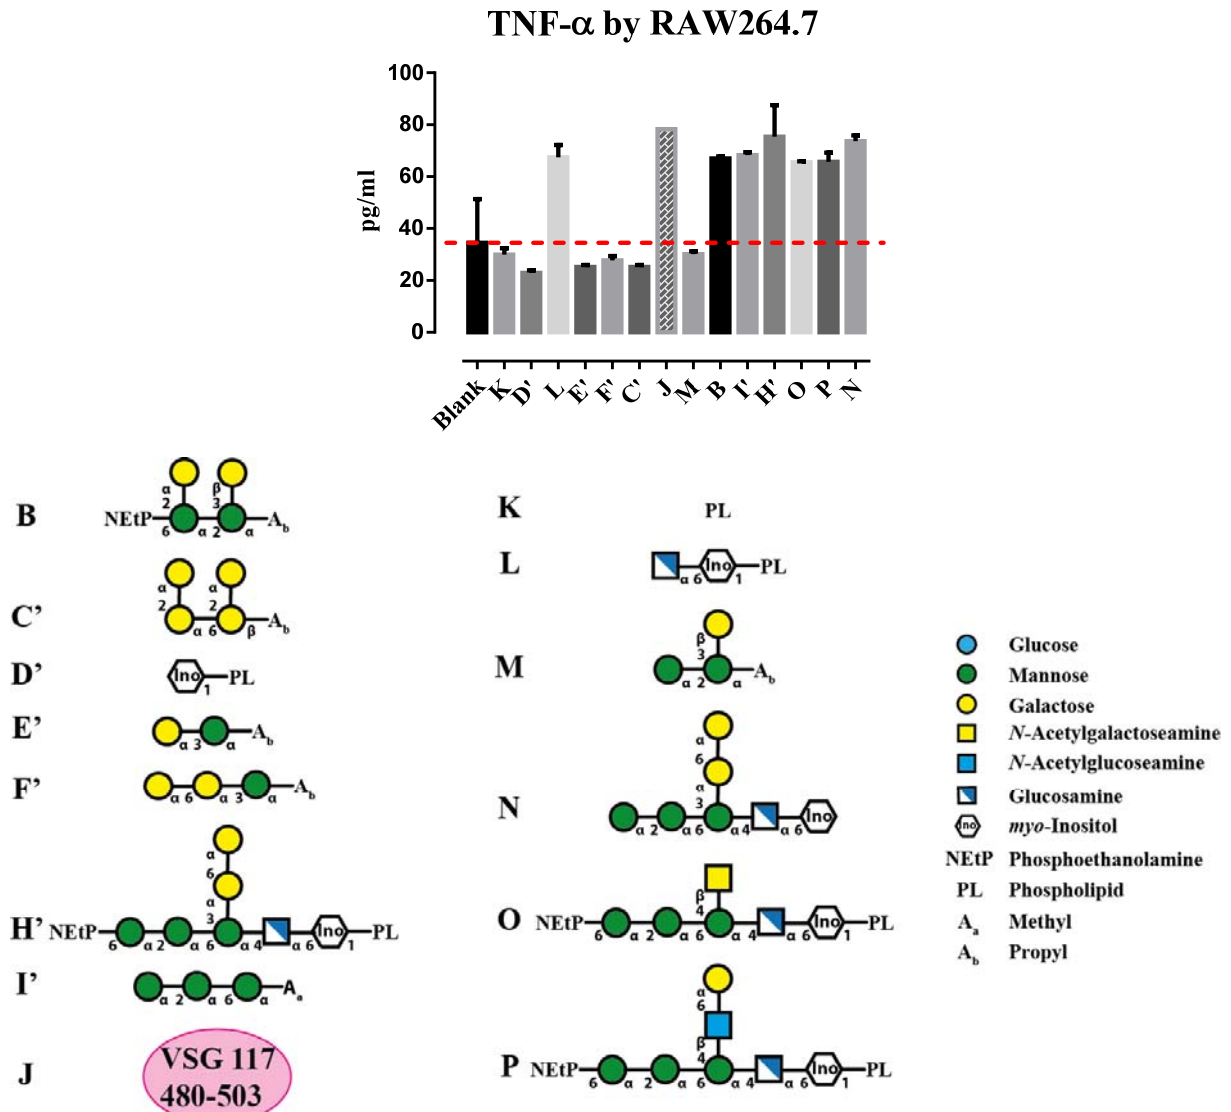 TNF-α by RAW264.7
pg/ml
100
80
60
40
20
0
Blank K D' L E' F' C' J M B I' H' O P N
B
α 2 β 3
NEtP 6 α 2 α A_b
C’
α 2 α 2
α 6 β A_b
D’
Ino 1 PL
E’
α 3 α A_b
F’
α 6 α 3 α A_b
α 6
α 3
H’ NEtP 6 α 2 α 6 α 4 α 6 Ino 1 PL
I’
α 2 α 6 α A_a
J
VSG 117
480-503
K
PL
L
α 6 Ino 1 PL
M
β 3
α 2 α A_b
N
α 6
α 3
α 2 α 6 α 4 α 6 Ino
O
β 4
NEtP 6 α 2 α 6 α 4 α 6 Ino 1 PL
α 6
β 4
P NEtP 6 α 2 α 6 α 4 α 6 Ino 1 PL
Glucose
Mannose
Galactose
N-Acetylgalactoseamine
N-Acetylglucoseamine
Glucosamine
Ino myo-Inositol
NEtP Phosphoethanolamine
PL Phospholipid
A_a Methyl
A_b Propyl